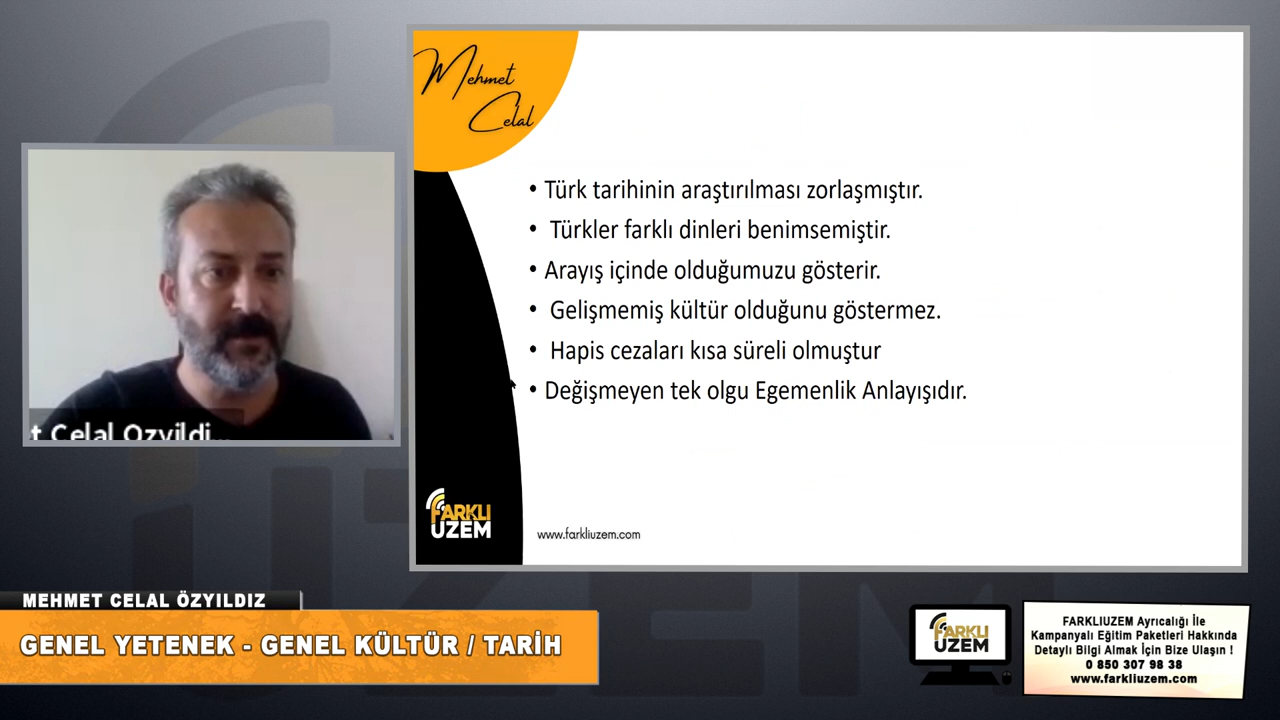 Mehmet
Celal
• Türk tarihinin araştırılması zorlaşmıştır.
• Türkler farklı dinleri benimsemiştir.
• Arayış içinde olduğumuzu gösterir.
• Gelişmemiş kültür olduğunu göstermez.
• Hapis cezaları kısa süreli olmuştur
• Değişmeyen tek olgu Egemenlik Anlayışıdır.
t Celal Ozyildi...
FARKLI
UZEM
www.farkliuzem.com
MEHMET CELAL ÖZYILDIZ
GENEL YETENEK - GENEL KÜLTÜR / TARİH
FARKLI
UZEM
FARKLIUZEM Ayrıcalığı İle
Kampanyalı Eğitim Paketleri Hakkında
Detaylı Bilgi Almak İçin Bize Ulaşın !
0 850 307 98 38
www.farkliuzem.com
ÜZEM